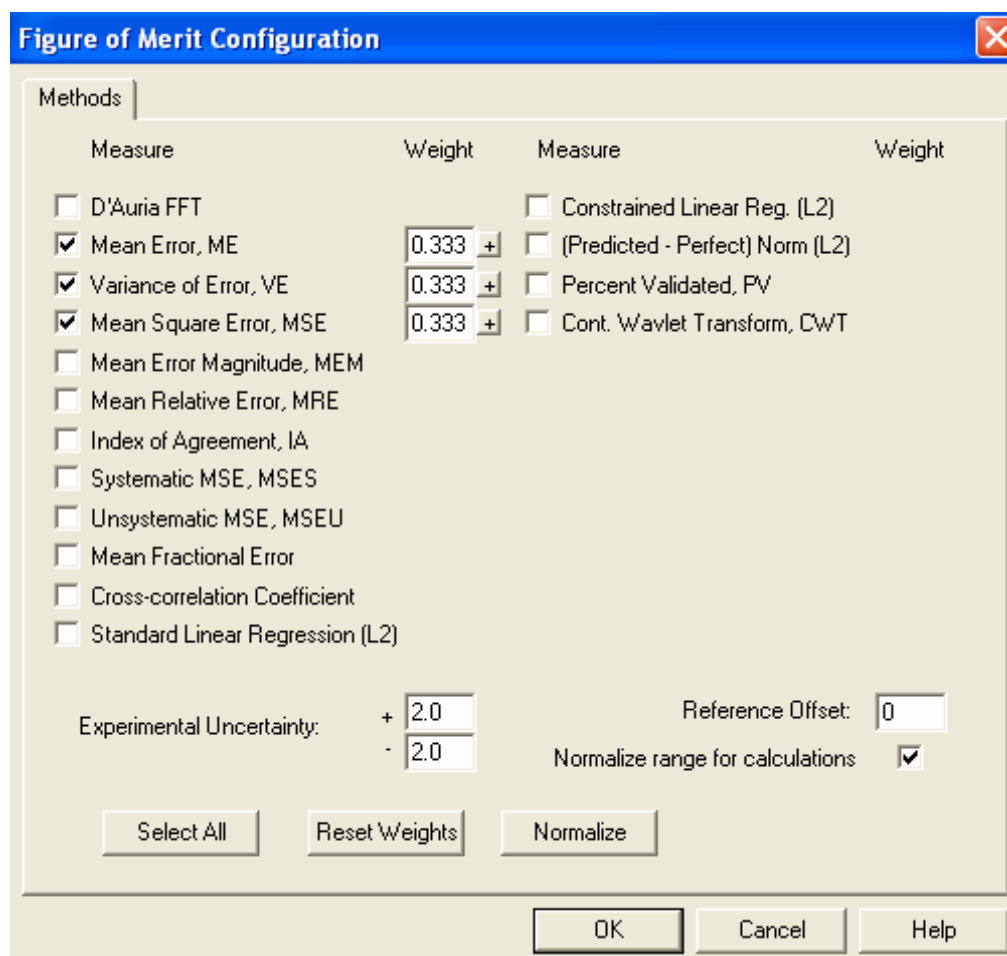 Figure of Merit Configuration
Methods
Measure Weight Measure Weight
D'Auria FFT Constrained Linear Reg. (L2)
Mean Error, ME 0.333 + (Predicted - Perfect) Norm (L2)
Variance of Error, VE 0.333 + Percent Validated, PV
Mean Square Error, MSE 0.333 + Cont. Wavlet Transform, CWT
Mean Error Magnitude, MEM
Mean Relative Error, MRE
Index of Agreement, IA
Systematic MSE, MSES
Unsystematic MSE, MSEU
Mean Fractional Error
Cross-correlation Coefficient
Standard Linear Regression (L2)
Experimental Uncertainty: + 2.0 Reference Offset: 0
- 2.0 Normalize range for calculations
Select All Reset Weights Normalize
OK Cancel Help